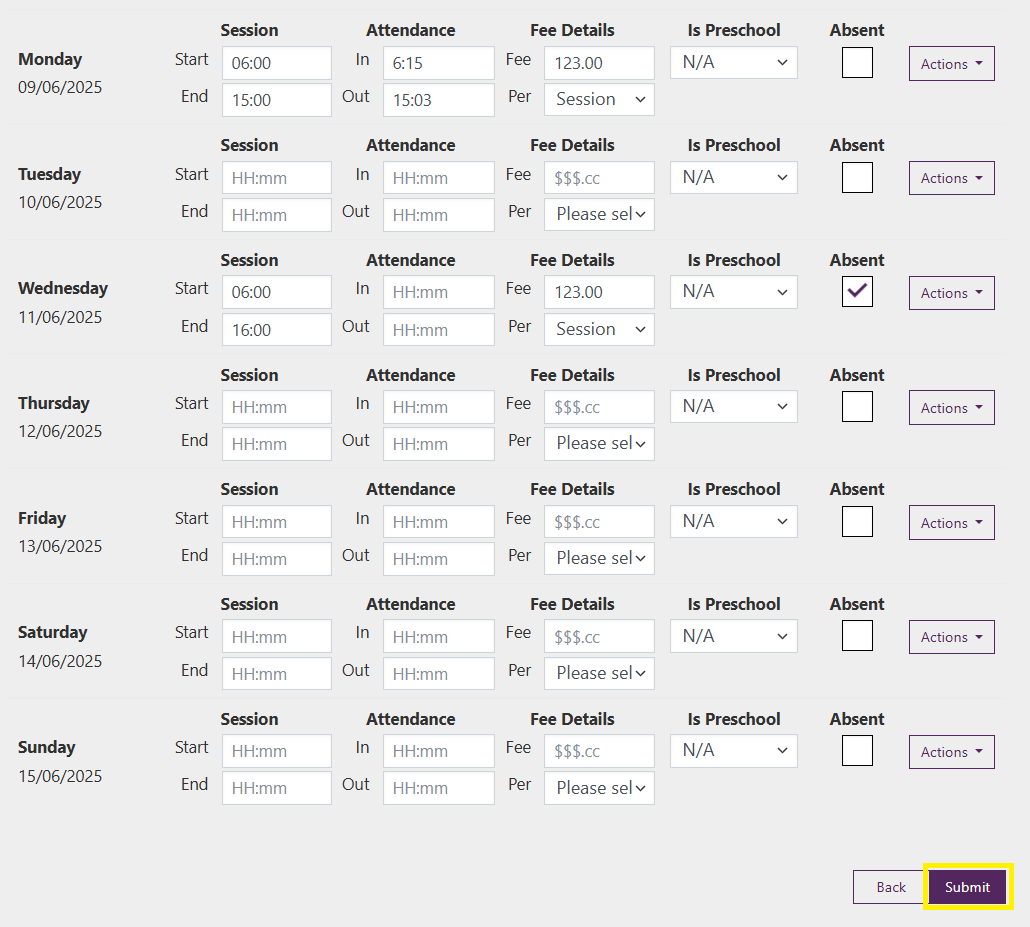 Session Attendance Fee Details Is Preschool Absent
Monday Start 06:00 In 6:15 Fee 123.00 N/A Actions
09/06/2025 End 15:00 Out 15:03 Per Session
Session Attendance Fee Details Is Preschool Absent
Tuesday Start HH:mm In HH:mm Fee $$$.cc N/A Actions
10/06/2025 End HH:mm Out HH:mm Per Please sel
Session Attendance Fee Details Is Preschool Absent
Wednesday Start 06:00 In HH:mm Fee 123.00 N/A Actions
11/06/2025 End 16:00 Out HH:mm Per Session
Session Attendance Fee Details Is Preschool Absent
Thursday Start HH:mm In HH:mm Fee $$$.cc N/A Actions
12/06/2025 End HH:mm Out HH:mm Per Please sel
Session Attendance Fee Details Is Preschool Absent
Friday Start HH:mm In HH:mm Fee $$$.cc N/A Actions
13/06/2025 End HH:mm Out HH:mm Per Please sel
Session Attendance Fee Details Is Preschool Absent
Saturday Start HH:mm In HH:mm Fee $$$.cc N/A Actions
14/06/2025 End HH:mm Out HH:mm Per Please sel
Session Attendance Fee Details Is Preschool Absent
Sunday Start HH:mm In HH:mm Fee $$$.cc N/A Actions
15/06/2025 End HH:mm Out HH:mm Per Please sel
Back Submit